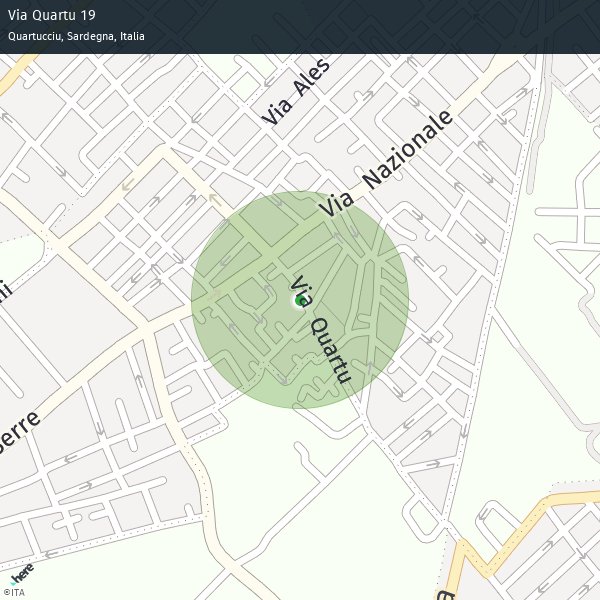 Via Quartu 19
Quartucciu, Sardegna, Italia
Via Ales
Via Nazionale
Via Quartu
here
©ITA